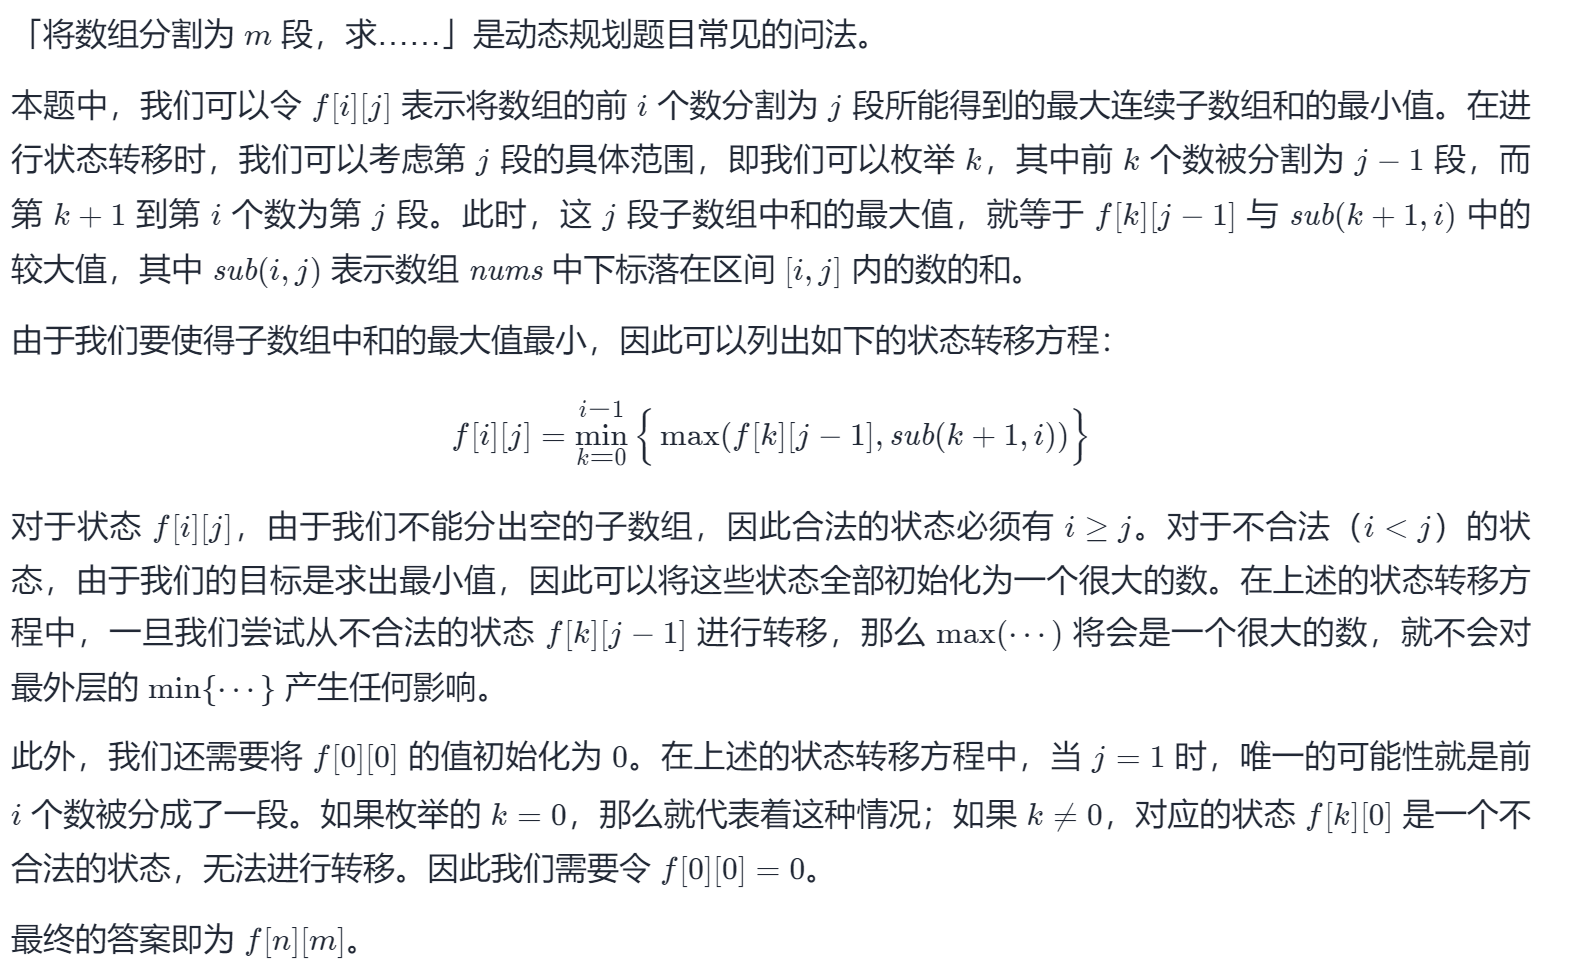 「将数组分割为 m 段，求……」是动态规划题目常见的问法。
本题中，我们可以令 f[i][j] 表示将数组的前 i 个数分割为 j 段所能得到的最大连续子数组和的最小值。在进
行状态转移时，我们可以考虑第 j 段的具体范围，即我们可以枚举 k，其中前 k 个数被分割为 j − 1 段，而
第 k + 1 到第 i 个数为第 j 段。此时，这 j 段子数组中和的最大值，就等于 f[k][j − 1] 与 sub(k + 1, i) 中的
较大值，其中 sub(i, j) 表示数组 nums 中下标落在区间 [i, j] 内的数的和。
由于我们要使得子数组中和的最大值最小，因此可以列出如下的状态转移方程：
f[i][j] = min_{k=0}^{i−1} { max(f[k][j − 1], sub(k + 1, i)) }
对于状态 f[i][j]，由于我们不能分出空的子数组，因此合法的状态必须有 i ≥ j。对于不合法（i < j）的状
态，由于我们的目标是求出最小值，因此可以将这些状态全部初始化为一个很大的数。在上述的状态转移方
程中，一旦我们尝试从不合法的状态 f[k][j − 1] 进行转移，那么 max(⋯) 将会是一个很大的数，就不会对
最外层的 min{⋯} 产生任何影响。
此外，我们还需要将 f[0][0] 的值初始化为 0。在上述的状态转移方程中，当 j = 1 时，唯一的可能性就是前
i 个数被分成了一段。如果枚举的 k = 0，那么就代表着这种情况；如果 k ≠ 0，对应的状态 f[k][0] 是一个不
合法的状态，无法进行转移。因此我们需要令 f[0][0] = 0。
最终的答案即为 f[n][m]。